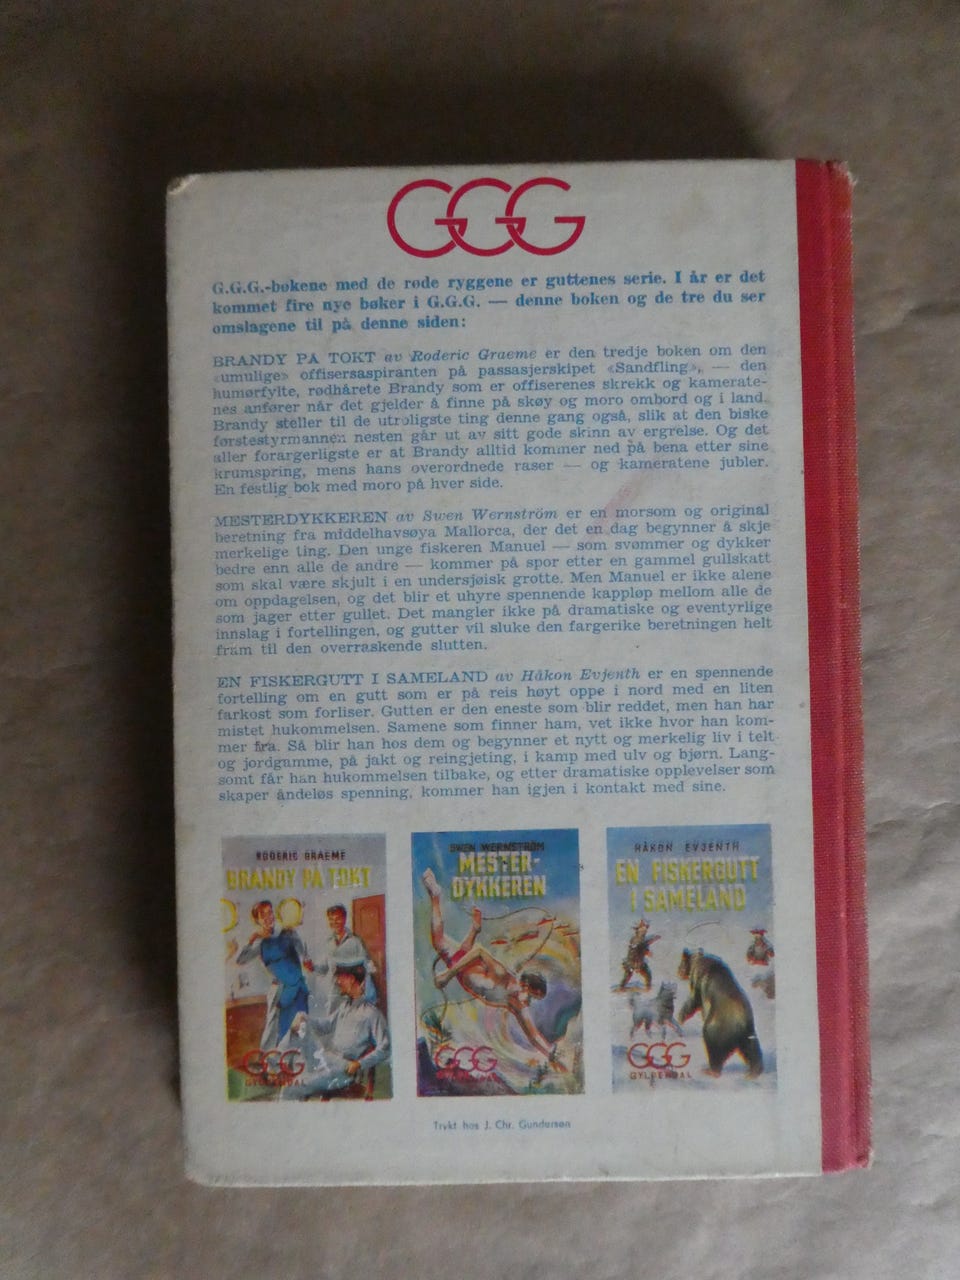 GGG
G.G.G.-bøkene med de røde ryggene er guttenes serie. I år er det
kommet fire nye bøker i G.G.G. — denne boken og de tre du ser
omslagene til på denne siden:
BRANDY PÅ TOKT av Roderic Graeme er den tredje boken om den
«umulige» offisersaspiranten på passasjerskipet «Sandfling», — den
humørfylte, rødhårete Brandy som er offiserenes skrekk og kamerate-
nes anfører når det gjelder å finne på skøy og moro ombord og i land.
Brandy steller til de utroligste ting denne gang også, slik at den biske
førstestyrmannen nesten går ut av sitt gode skinn av ergrelse. Og det
aller forargerligste er at Brandy alltid kommer ned på bena etter sine
krumspring, mens hans overordnede raser — og kameratene jubler.
En festlig bok med moro på hver side.
MESTERDYKKEREN av Swen Wernström er en morsom og original
beretning fra middelhavsøya Mallorca, der det en dag begynner å skje
merkelige ting. Den unge fiskeren Manuel — som svømmer og dykker
bedre enn alle de andre — kommer på spor etter en gammel gullskatt
som skal være skjult i en undersjøisk grotte. Men Manuel er ikke alene
om oppdagelsen, og det blir et uhyre spennende kappløp mellom alle de
som jager etter gullet. Det mangler ikke på dramatiske og eventyrlige
innslag i fortellingen, og gutter vil sluke den fargerike beretningen helt
fram til den overraskende slutten.
EN FISKERGUTT I SAMELAND av Håkon Evjenth er en spennende
fortelling om en gutt som er på reis høyt oppe i nord med en liten
farkost som forliser. Gutten er den eneste som blir reddet, men han har
mistet hukommelsen. Samene som finner ham, vet ikke hvor han kom-
mer fra. Så blir han hos dem og begynner et nytt og merkelig liv i telt
og jordgamme, på jakt og reingjeting, i kamp med ulv og bjørn. Lang-
somt får han hukommelsen tilbake, og etter dramatiske opplevelser som
skaper åndeløs spenning, kommer han igjen i kontakt med sine.
RODERIC GRAEME
BRANDY PÅ TOKT
GGG
GYLDENDAL
SWEN WERNSTRÖM
MESTER-
DYKKEREN
GGG
GYLDENDAL
HÅKON EVJENTH
EN FISKERGUTT
I SAMELAND
GGG
GYLDENDAL
Trykt hos J. Chr. Gundersen